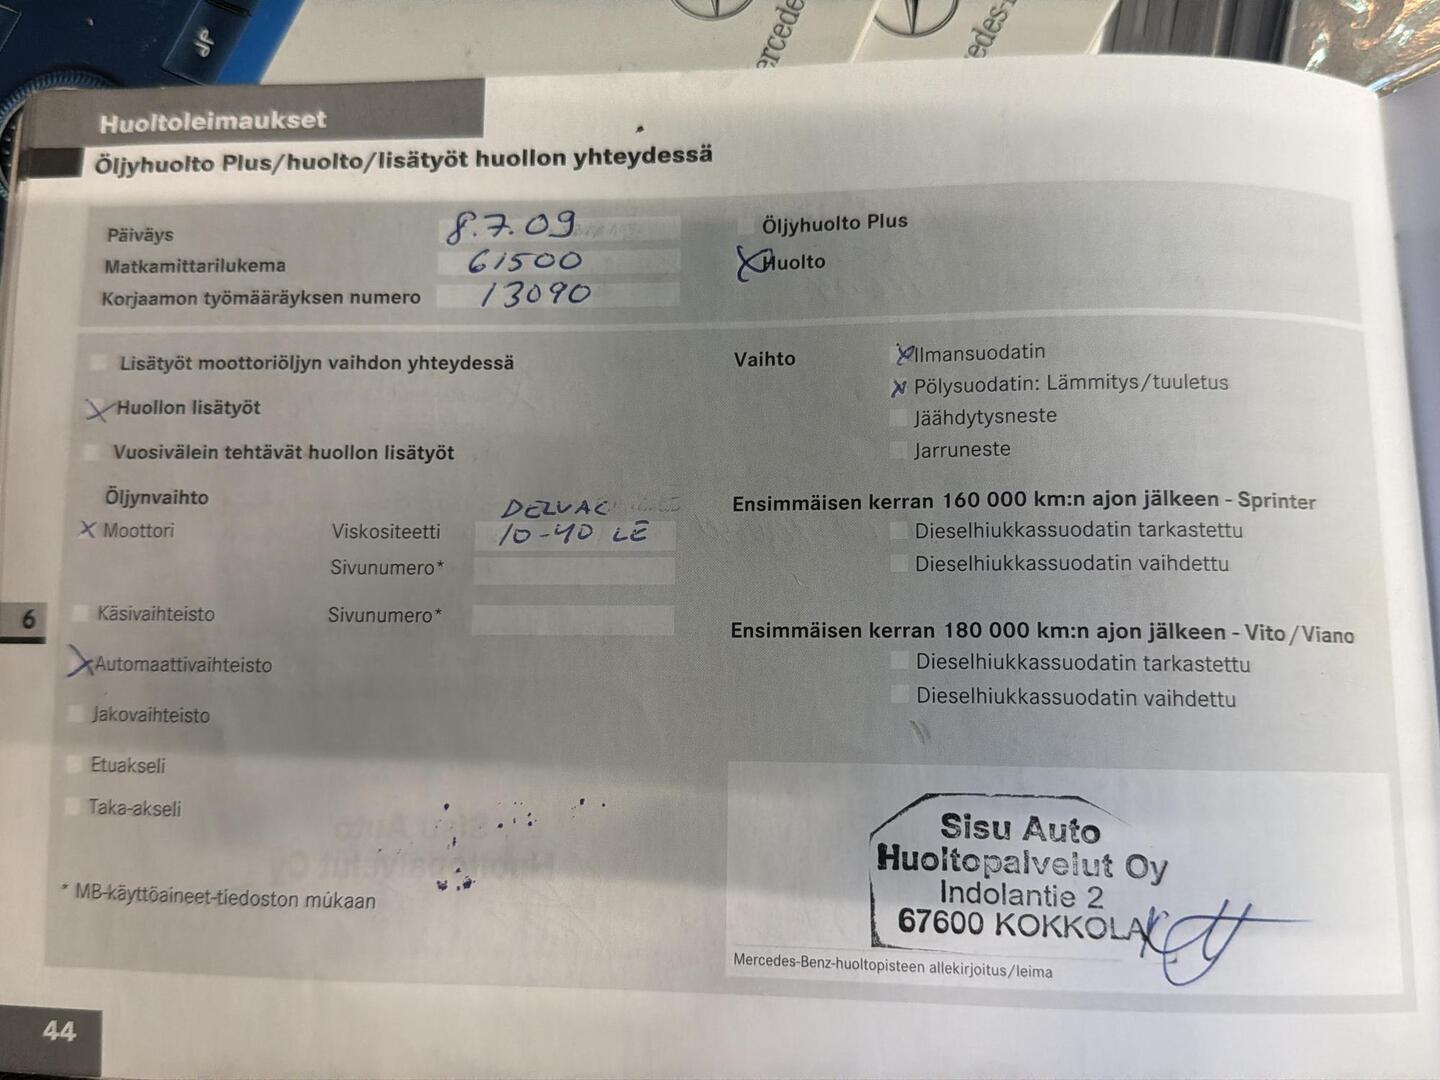 Huoltoleimaukset
Öljyhuolto Plus/huolto/lisätyöt huollon yhteydessä
Päiväys 8.7.09
Matkamittarilukema 61500
Korjaamon työmääräyksen numero 13090
Öljyhuolto Plus
Huolto
Lisätyöt moottoriöljyn vaihdon yhteydessä
Huollon lisätyöt
Vuosivälein tehtävät huollon lisätyöt
Öljynvaihto
DELVAC
Moottori Viskositeetti 10-40 LE
Sivunumero*
Käsivaihteisto Sivunumero*
Automaattivaihteisto
Jakovaihteisto
Etuakseli
Taka-akseli
* MB-käyttöaineet-tiedoston mukaan
Vaihto Ilmansuodatin
Pölysuodatin: Lämmitys/tuuletus
Jäähdytysneste
Jarruneste
Ensimmäisen kerran 160 000 km:n ajon jälkeen - Sprinter
Dieselhiukkassuodatin tarkastettu
Dieselhiukkassuodatin vaihdettu
Ensimmäisen kerran 180 000 km:n ajon jälkeen - Vito/Viano
Dieselhiukkassuodatin tarkastettu
Dieselhiukkassuodatin vaihdettu
Sisu Auto
Huoltopalvelut Oy
Indolantie 2
67600 KOKKOLA
Mercedes-Benz-huoltopisteen allekirjoitus/leima
6
44